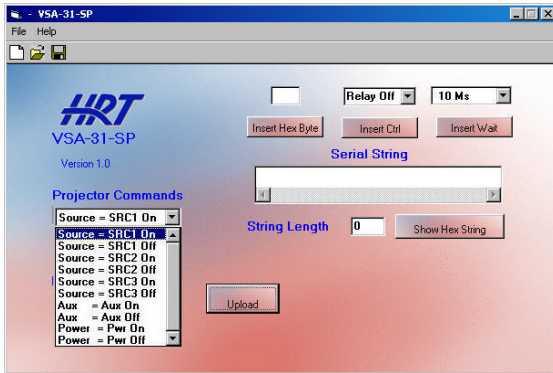 - VSA-31-SP
File Help
HRT
VSA-31-SP
Version 1.0
Relay Off
10 Ms
Insert Hex Byte
Insert Ctrl
Insert Wait
Serial String
Projector Commands
Source = SRC1 On
String Length
0
Show Hex String
Source = SRC1 On
Source = SRC1 Off
Source = SRC2 On
Source = SRC2 Off
Source = SRC3 On
Source = SRC3 Off
Aux = Aux On
Aux = Aux Off
Power = Pwr On
Power = Pwr Off
Upload